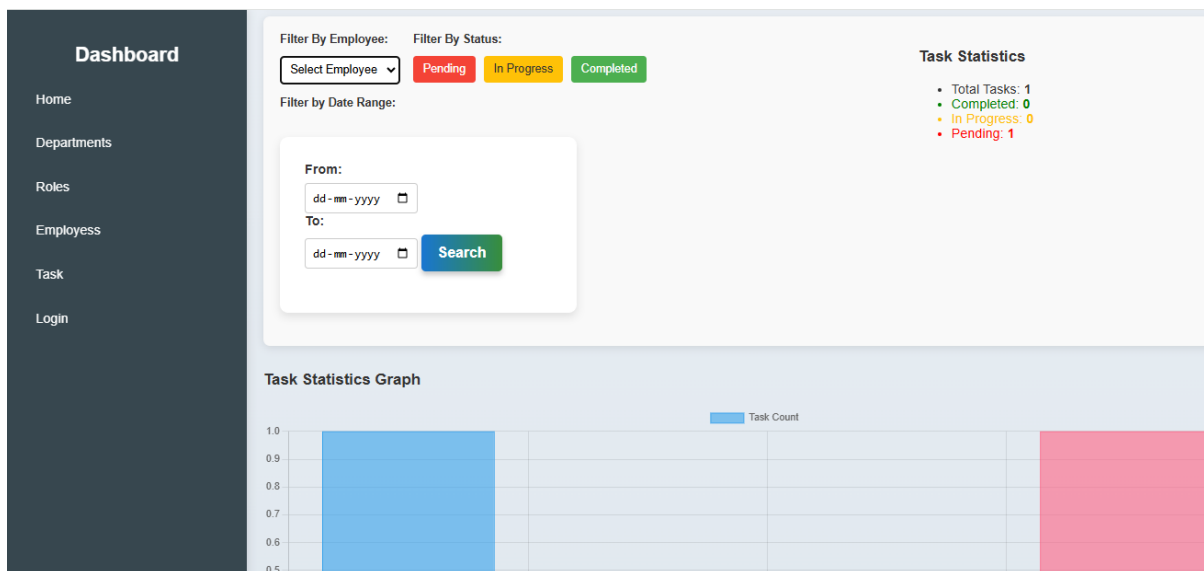 Dashboard
Home
Departments
Roles
Employess
Task
Login
Filter By Employee:
Select Employee
Filter By Status:
Pending
In Progress
Completed
Filter by Date Range:
From:
dd-mm-yyyy
To:
dd-mm-yyyy
Search
Task Statistics
Total Tasks: 1
Completed: 0
In Progress: 0
Pending: 1
Task Statistics Graph
Task Count
1.0
0.9
0.8
0.7
0.6
0.5